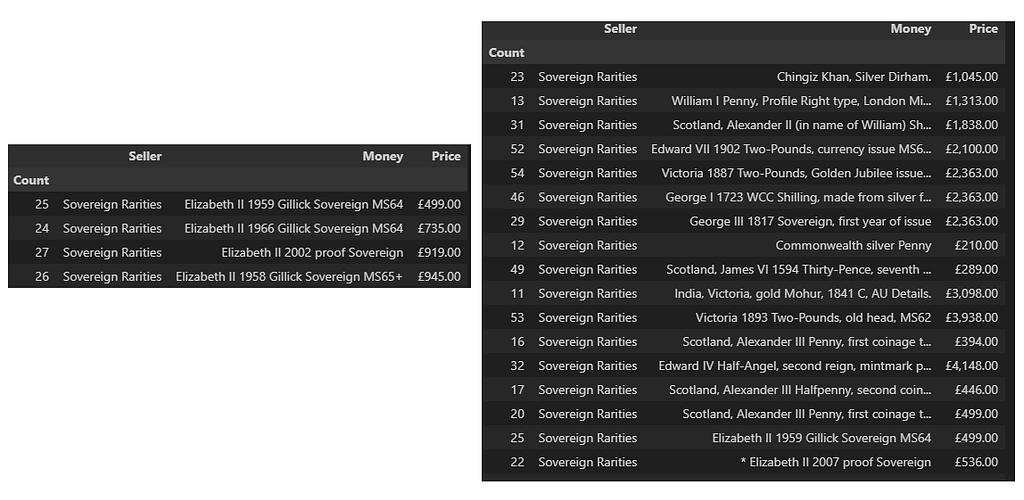 Seller Money Price
Count
25 Sovereign Rarities Elizabeth II 1959 Gillick Sovereign MS64 £499.00
24 Sovereign Rarities Elizabeth II 1966 Gillick Sovereign MS64 £735.00
27 Sovereign Rarities Elizabeth II 2002 proof Sovereign £919.00
26 Sovereign Rarities Elizabeth II 1958 Gillick Sovereign MS65+ £945.00
Seller Money Price
Count
23 Sovereign Rarities Chingiz Khan, Silver Dirham. £1,045.00
13 Sovereign Rarities William I Penny, Profile Right type, London Mi... £1,313.00
31 Sovereign Rarities Scotland, Alexander II (in name of William) Sh... £1,838.00
52 Sovereign Rarities Edward VII 1902 Two-Pounds, currency issue MS6... £2,100.00
54 Sovereign Rarities Victoria 1887 Two-Pounds, Golden Jubilee issue... £2,363.00
46 Sovereign Rarities George I 1723 WCC Shilling, made from silver f... £2,363.00
29 Sovereign Rarities George III 1817 Sovereign, first year of issue £2,363.00
12 Sovereign Rarities Commonwealth silver Penny £210.00
49 Sovereign Rarities Scotland, James VI 1594 Thirty-Pence, seventh ... £289.00
11 Sovereign Rarities India, Victoria, gold Mohur, 1841 C, AU Details. £3,098.00
53 Sovereign Rarities Victoria 1893 Two-Pounds, old head, MS62 £3,938.00
16 Sovereign Rarities Scotland, Alexander III Penny, first coinage t... £394.00
32 Sovereign Rarities Edward IV Half-Angel, second reign, mintmark p... £4,148.00
17 Sovereign Rarities Scotland, Alexander III Halfpenny, second coin... £446.00
20 Sovereign Rarities Scotland, Alexander III Penny, first coinage t... £499.00
25 Sovereign Rarities Elizabeth II 1959 Gillick Sovereign MS64 £499.00
22 Sovereign Rarities * Elizabeth II 2007 proof Sovereign £536.00